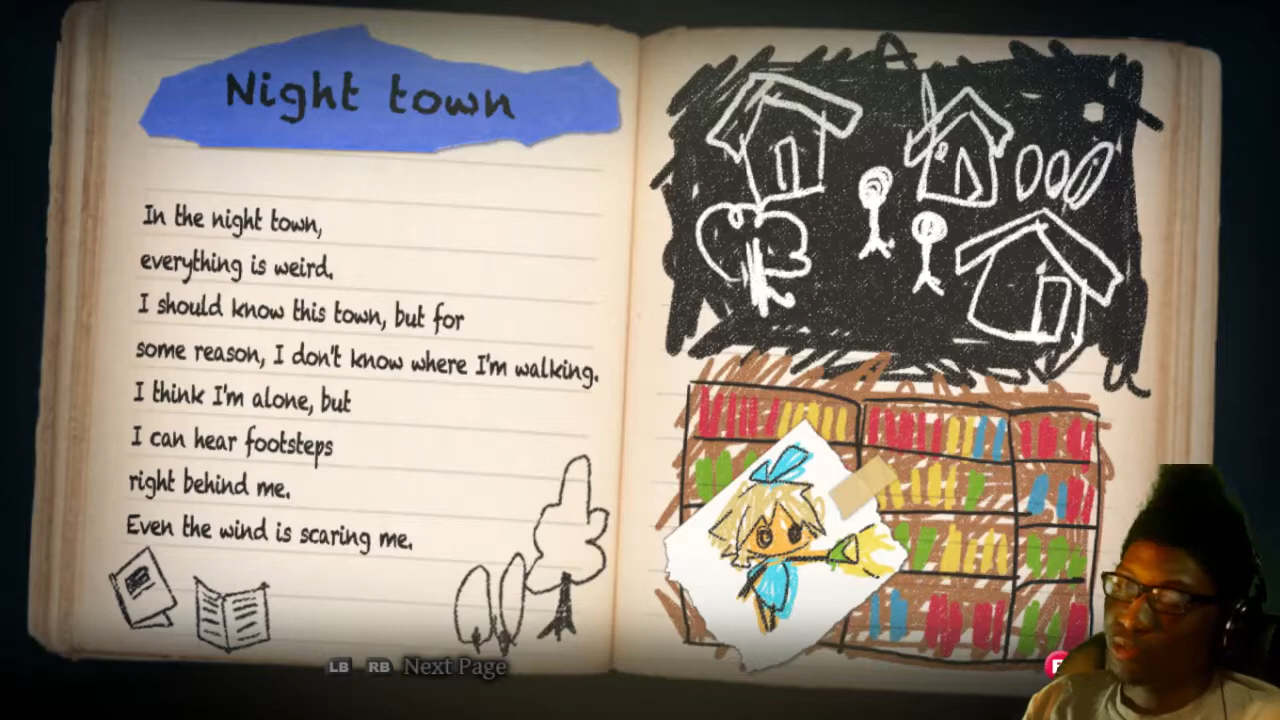 Night town
In the night town,
everything is weird.
I should know this town, but for
some reason, I don't know where I'm walking.
I think I'm alone, but
I can hear footsteps
right behind me.
Even the wind is scaring me.
LB RB Next Page